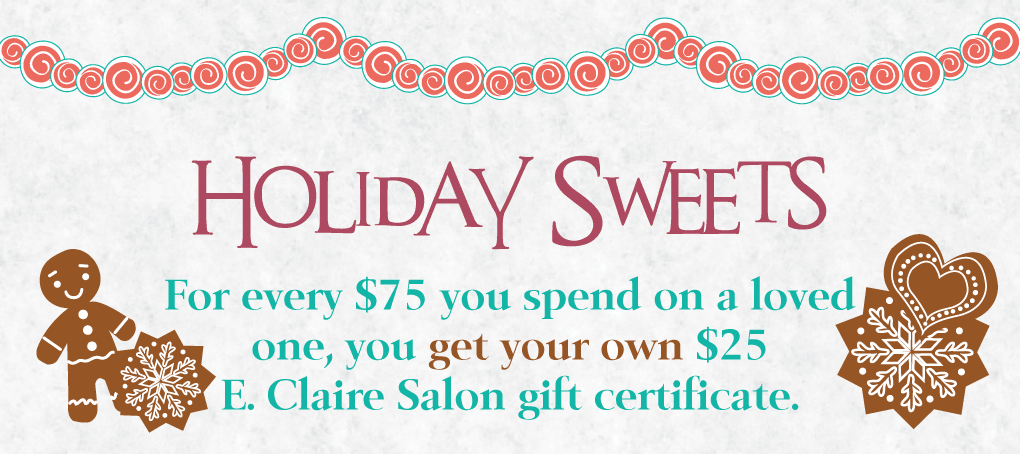 Holiday Sweets
For every $75 you spend on a loved
one, you get your own $25
E. Claire Salon gift certificate.